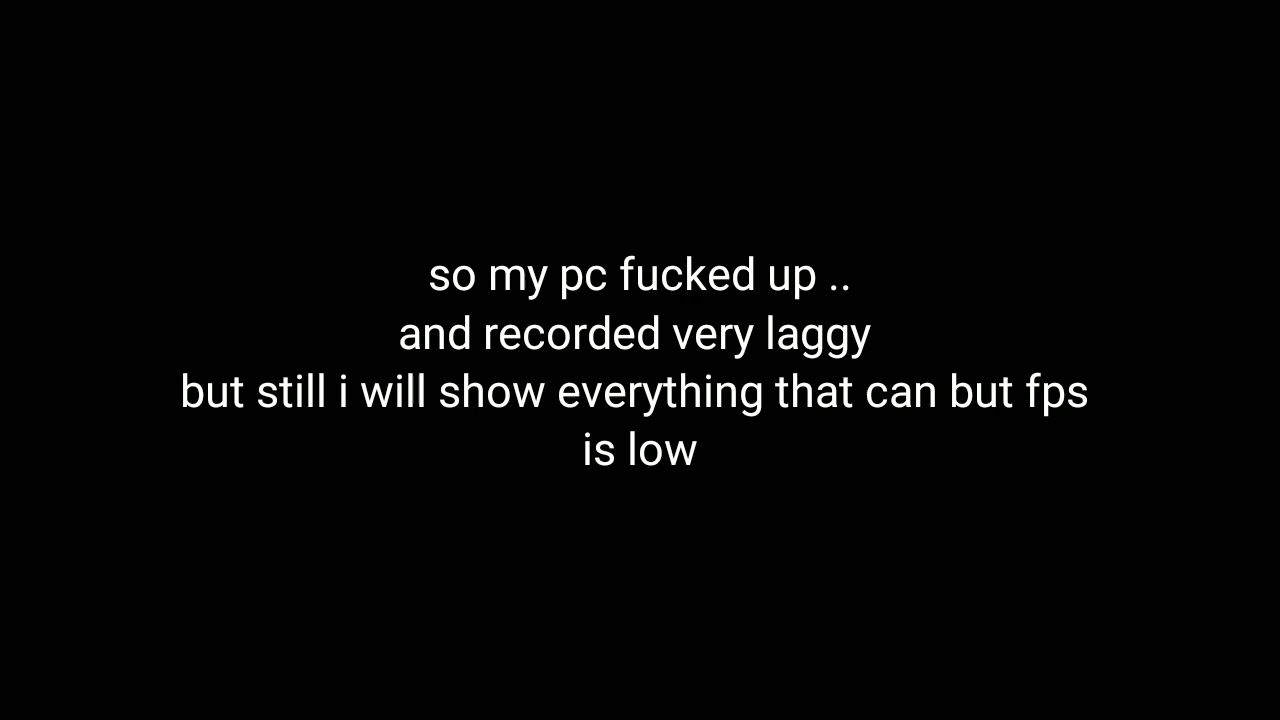 so my pc fucked up ..
and recorded very laggy
but still i will show everything that can but fps
is low